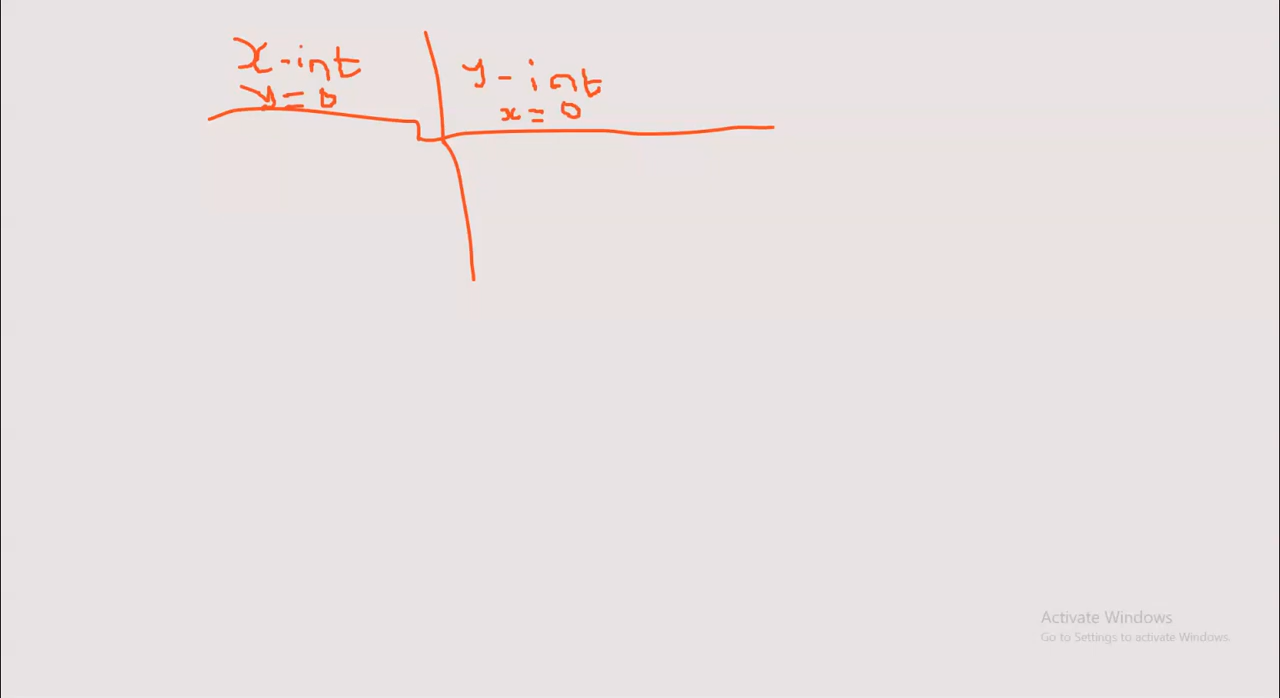 x-int
y=0
y-int
x=0
Activate Windows
Go to Settings to activate Windows.